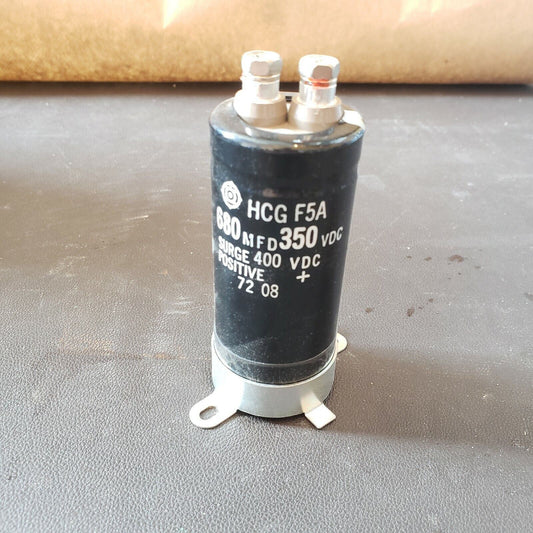 HCG F5A
680 MFD 350 VDC
SURGE 400 VDC
POSITIVE +
72 08